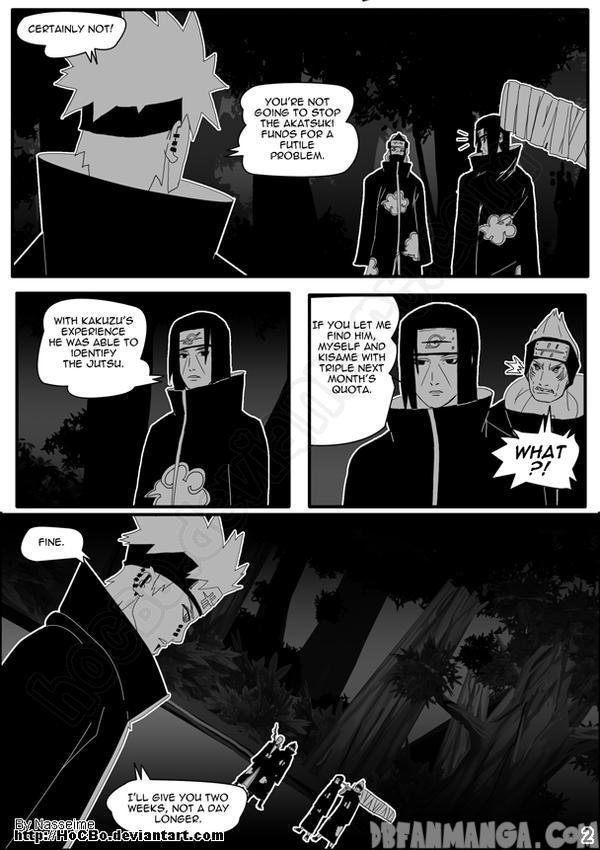 CERTAINLY NOT!
YOU'RE NOT
GOING TO STOP
THE AKATSUKI
FUNDS FOR A
FUTILE
PROBLEM.
WITH KAKUZU'S
EXPERIENCE
HE WAS ABLE TO
IDENTIFY
THE JUTSU.
IF YOU LET ME
FIND HIM,
MYSELF AND
KISAME WITH
TRIPLE NEXT
MONTH'S
QUOTA.
WHAT
?!
FINE.
I'LL GIVE YOU TWO
WEEKS, NOT A DAY
LONGER.
By Nasseime
http://HOCBO.deviantart.com
DBFANMANGA.COM
2